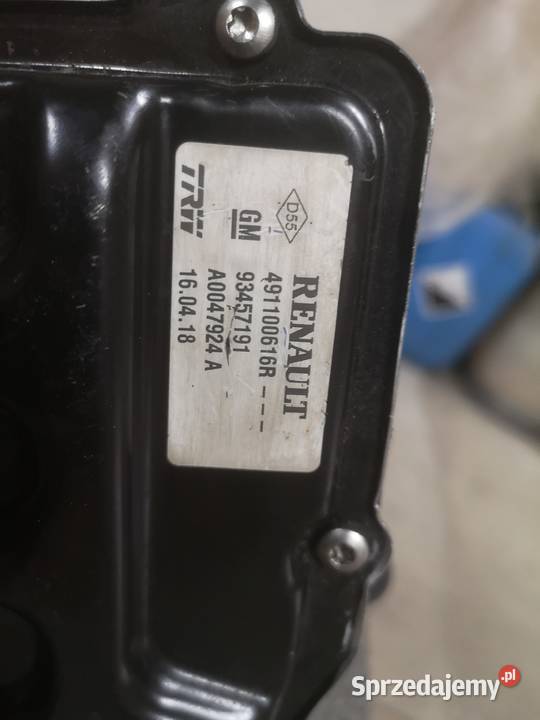 D55
RENAULT
491100616R ---
GM
93457191
A0047924 A
TRW
16.04.18
Sprzedajemy.pl